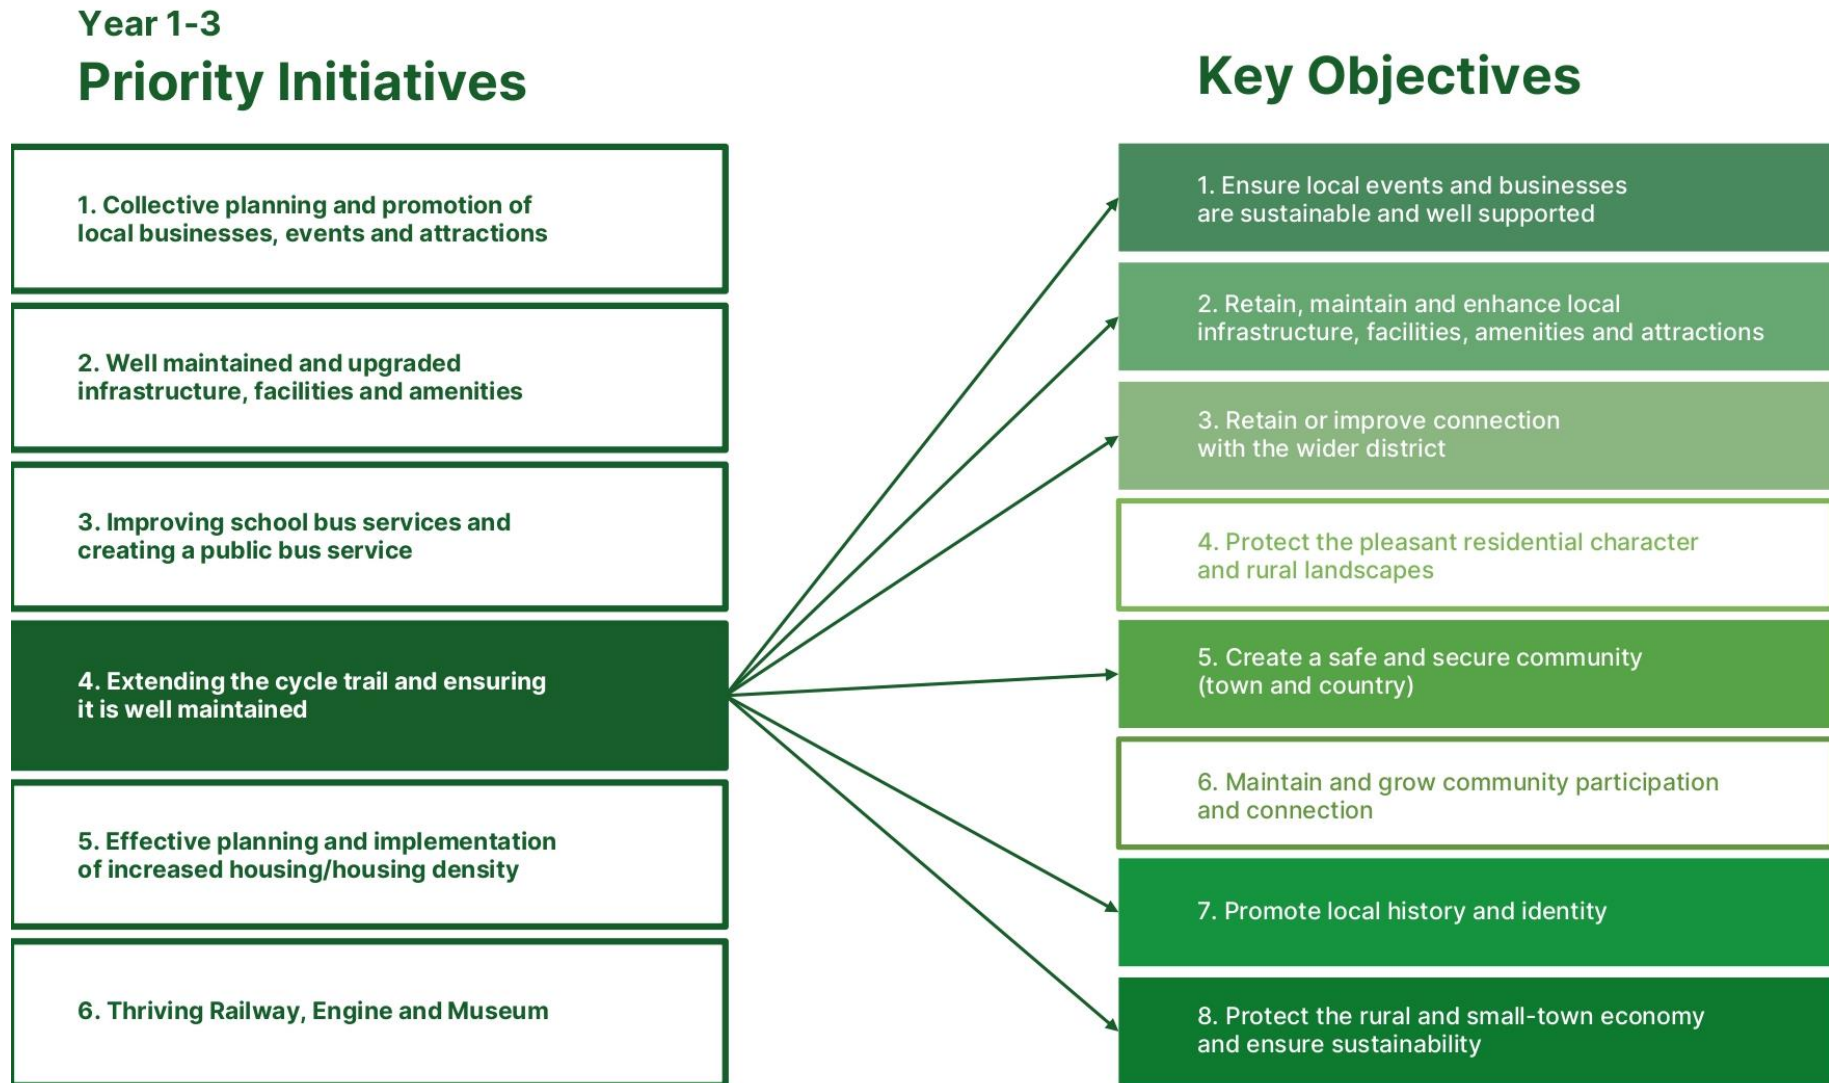 Year 1-3
Priority Initiatives
1. Collective planning and promotion of
local businesses, events and attractions
2. Well maintained and upgraded
infrastructure, facilities and amenities
3. Improving school bus services and
creating a public bus service
4. Extending the cycle trail and ensuring
it is well maintained
5. Effective planning and implementation
of increased housing/housing density
6. Thriving Railway, Engine and Museum
Key Objectives
1. Ensure local events and businesses
are sustainable and well supported
2. Retain, maintain and enhance local
infrastructure, facilities, amenities and attractions
3. Retain or improve connection
with the wider district
4. Protect the pleasant residential character
and rural landscapes
5. Create a safe and secure community
(town and country)
6. Maintain and grow community participation
and connection
7. Promote local history and identity
8. Protect the rural and small-town economy
and ensure sustainability